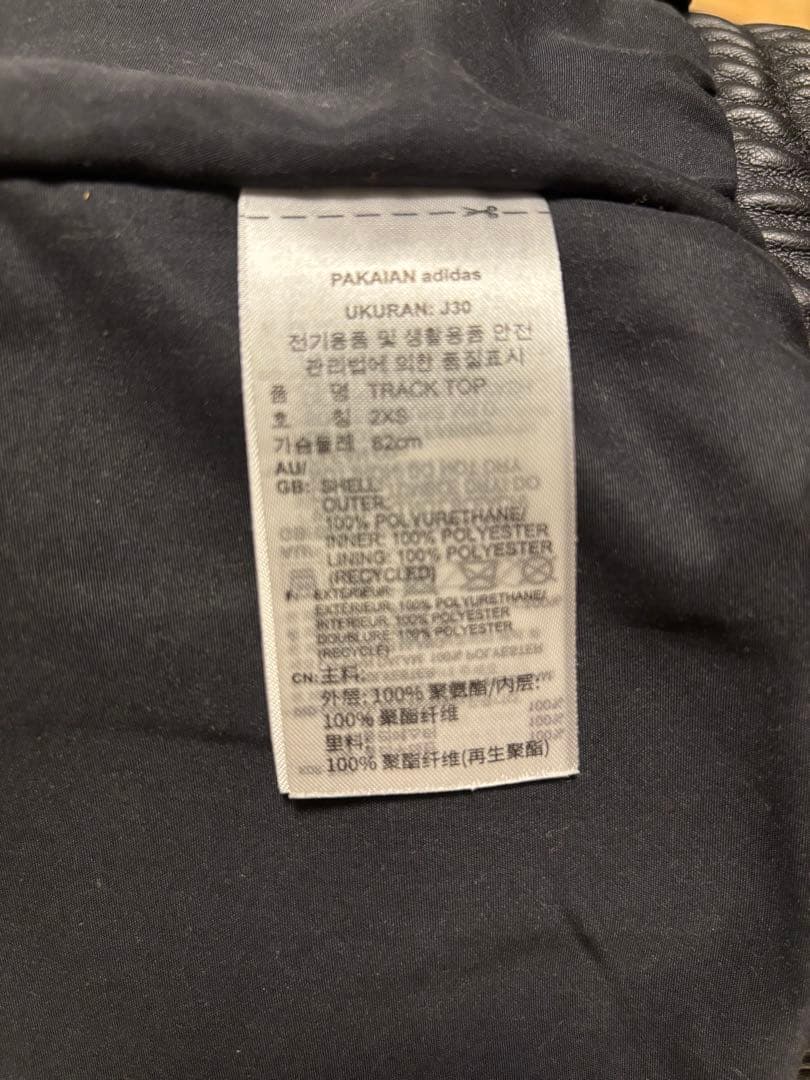 PAKAIAN adidas
UKURAN: J30
전기용품 및 생활용품 안전
관리법에 의한 품질표시
품 명 TRACK TOP
호 칭 2XS
가슴둘레 82cm
AU/
GB: SHELL:
OUTER:
100% POLYURETHANE/
INNER: 100% POLYESTER
LINING: 100% POLYESTER
(RECYCLED)
EXTÉRIEUR:
EXTÉRIEUR: 100% POLYURETHANE/
INTERIEUR: 100% POLYESTER
DOUBLURE: 100% POLYESTER
(RECYCLÉ)
CN: 主料:
外层: 100% 聚氨酯/内层:
100% 聚酯纤维
里料:
100% 聚酯纤维(再生聚酯)